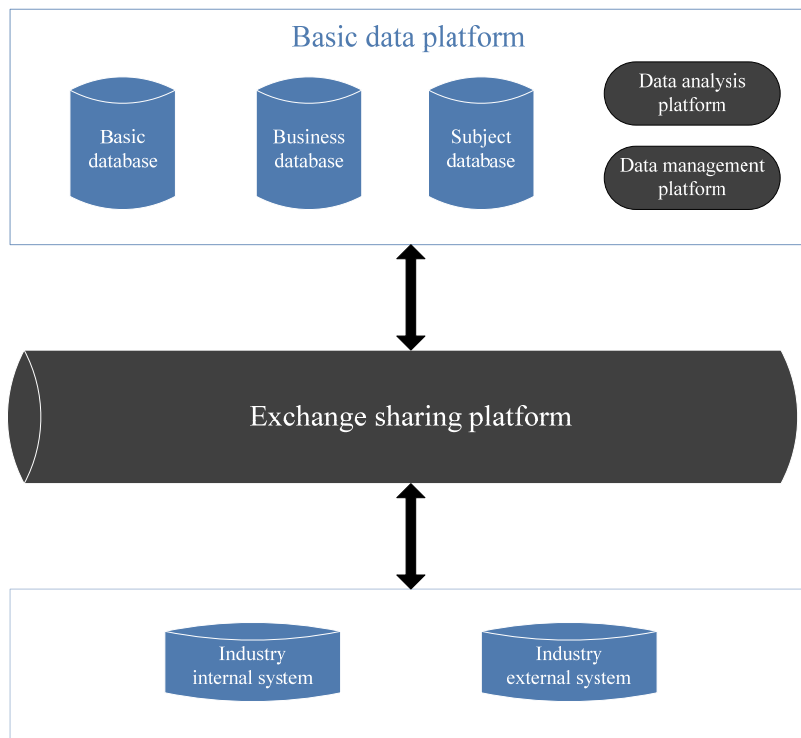 Basic data platform
Basic
database
Business
database
Subject
database
Data analysis
platform
Data management
platform
Exchange sharing platform
Industry
internal system
Industry
external system